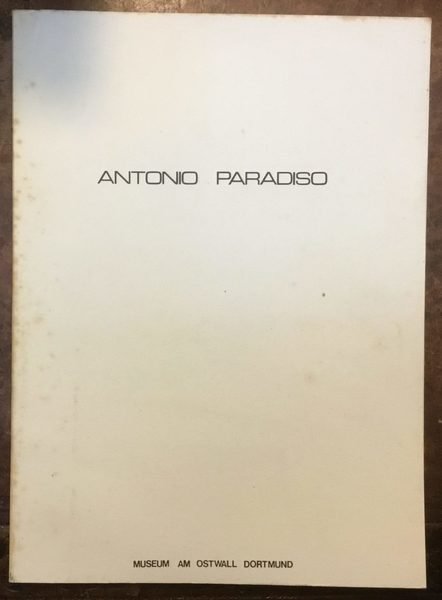 ANTONIO PARADISO
MUSEUM AM OSTWALL DORTMUND